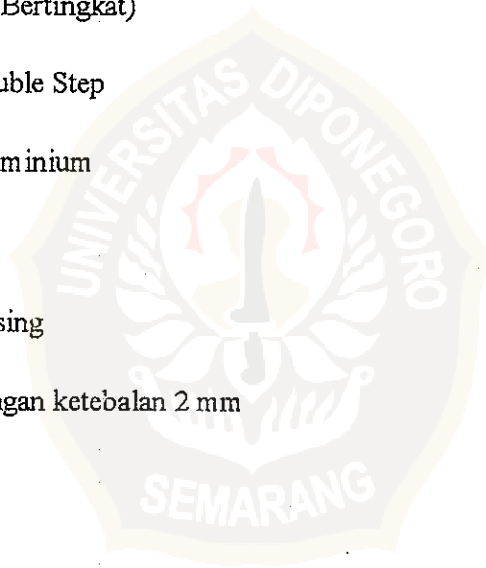 Bertingkat)
uble Step
minium
sing
ngan ketebalan 2 mm
UNIVERSITAS DIPONEGORO
SEMARANG